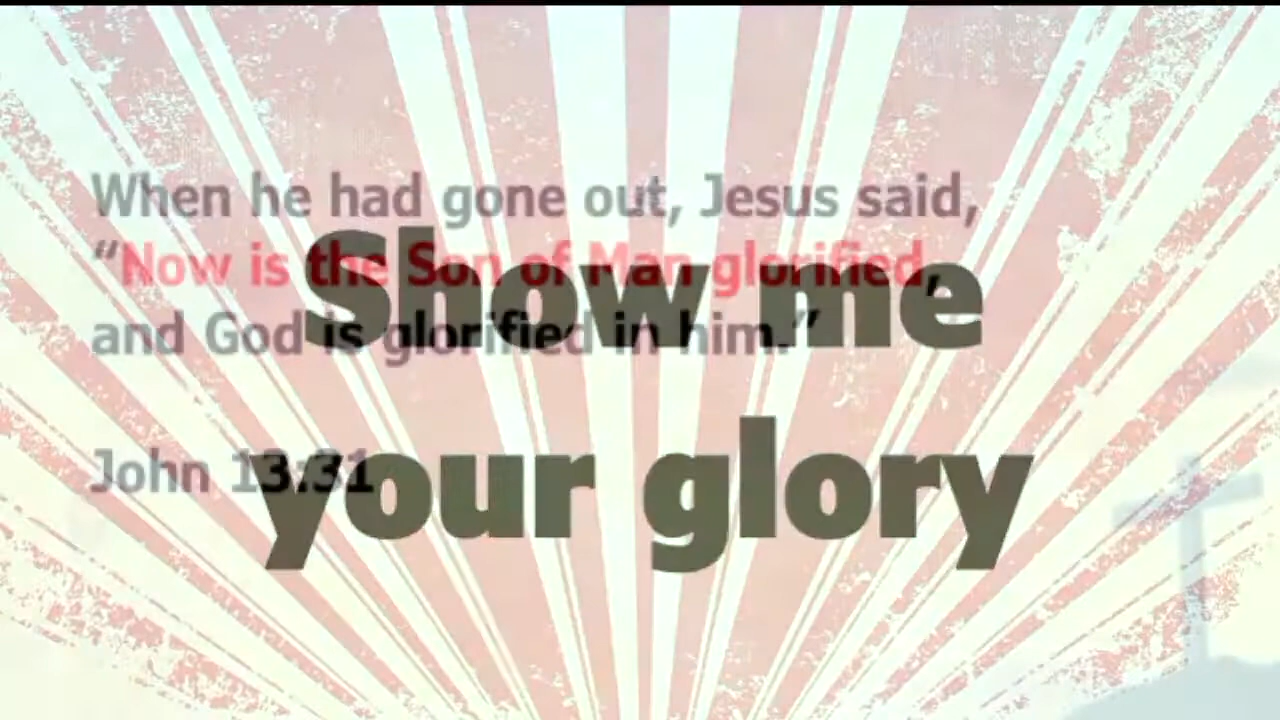 When he had gone out, Jesus said,
“Now is the Son of Man glorified,
and God is glorified in him.”
John 13:31
Show me
your glory